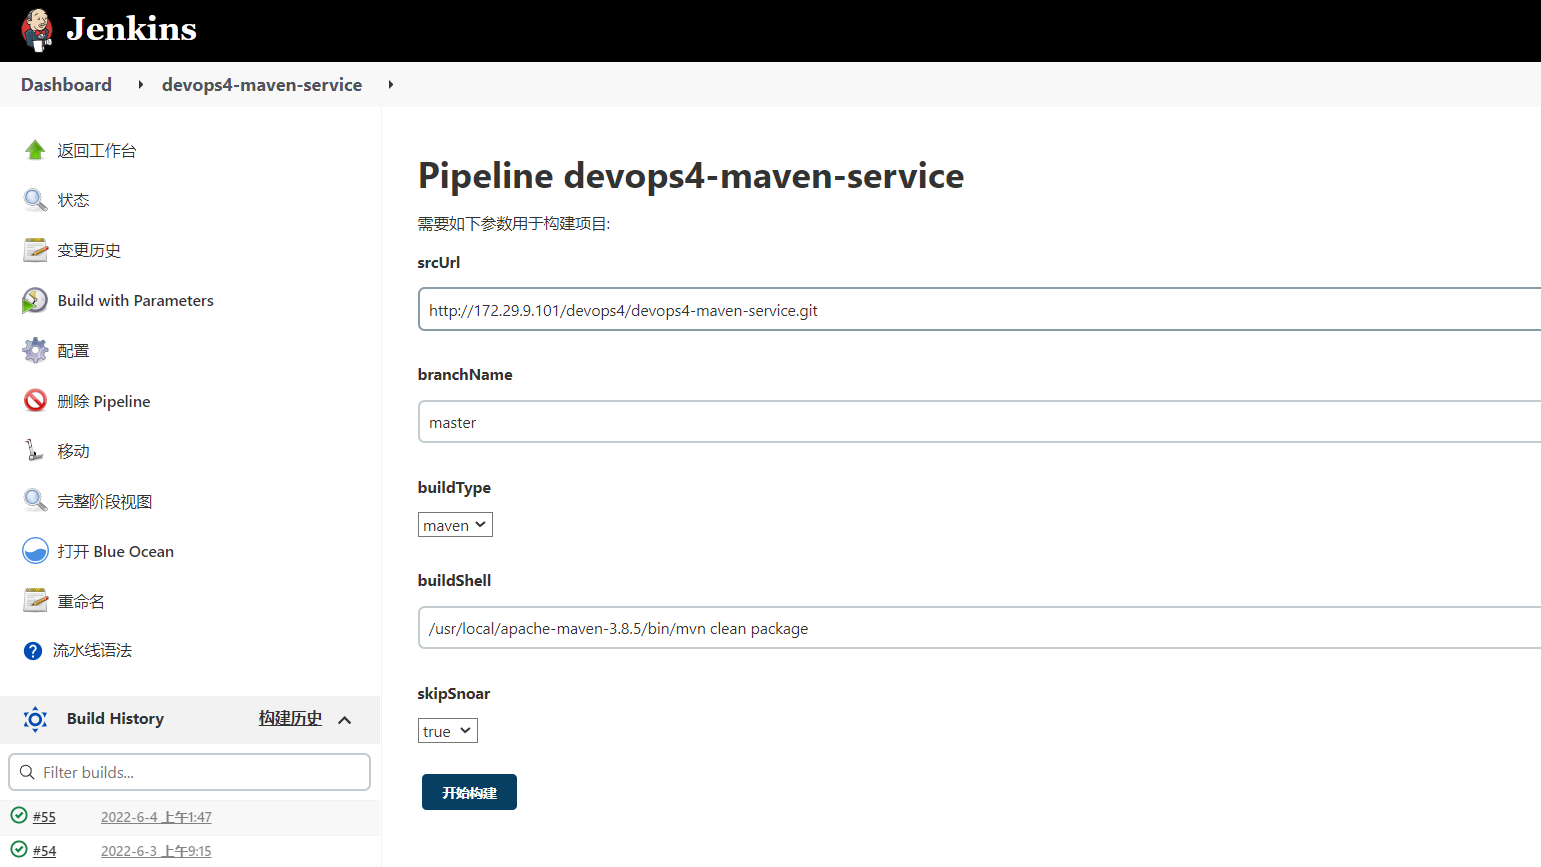 Jenkins
Dashboard
devops4-maven-service
返回工作台
状态
变更历史
Build with Parameters
配置
删除 Pipeline
移动
完整阶段视图
打开 Blue Ocean
重命名
流水线语法
Build History
构建历史
Filter builds...
#55
2022-6-4 上午1:47
#54
2022-6-3 上午9:15
Pipeline devops4-maven-service
需要如下参数用于构建项目:
srcUrl
http://172.29.9.101/devops4/devops4-maven-service.git
branchName
master
buildType
maven
buildShell
/usr/local/apache-maven-3.8.5/bin/mvn clean package
skipSnoar
true
开始构建